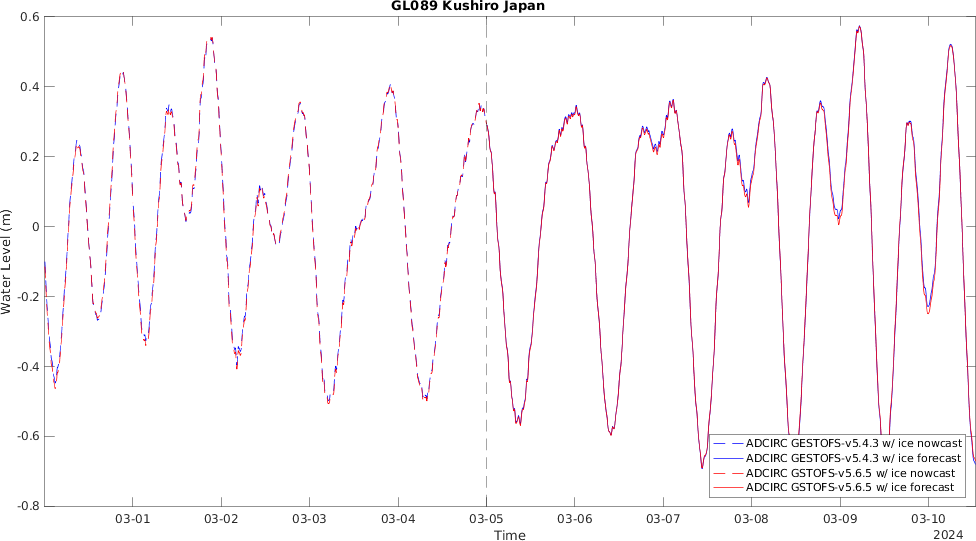 GL089 Kushiro Japan
0.6
0.4
0.2
0
-0.2
-0.4
-0.6
-0.8
Water Level (m)
ADCIRC GESTOFS-v5.4.3 w/ ice nowcast
ADCIRC GESTOFS-v5.4.3 w/ ice forecast
ADCIRC GSTOFS-v5.6.5 w/ ice nowcast
ADCIRC GSTOFS-v5.6.5 w/ ice forecast
03-01 03-02 03-03 03-04 03-05 03-06 03-07 03-08 03-09 03-10
Time
2024